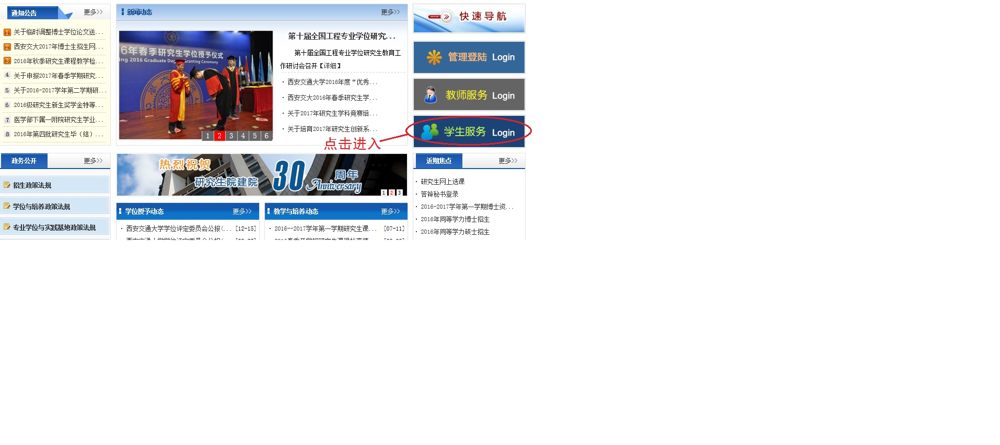 通知公告
更多>>
1 关于临时调整博士学位论文送...
2 西安交大2017年博士生招生网...
3 2016年秋季研究生课程教学检...
4 关于申报2017年春季学期研究...
5 关于2016-2017学年第二学期研...
6 2016级研究生新生奖学金特等...
7 医学部下属一附院研究生学业...
8 2016年第四批研究生毕（结）...
新闻动态
更多>>
6年春季研究生学位授予仪式
ing 2016 Graduate Degree Granting Ceremony
1 2 3 4 5 6
第十届全国工程专业学位研究...
第十届全国工程专业学位研究生教育工
作研讨会召开【详细】
· 西安交通大学2016年度“优秀...
· 西安交大2016年春季研究生学...
· 关于2017年研究生学科竞赛培...
· 关于培育2017年研究生创新系...
点击进入
快速导航
管理登陆 Login
教师服务 Login
学生服务 Login
政务公开
更多>>
招生政策法规
学位与培养政策法规
专业学位与实践基地政策法规
热烈祝贺
研究生院建院
30
周年
Anniversary
1 2 3
学位授予动态
更多>>
· 西安交通大学学位评定委员会公报(... [12-15]
教学与培养动态
更多>>
· 2016--2017学年第一学期研究生课... [07-11]
近期焦点
更多>>
· 研究生网上选课
· 答辩秘书登录
· 2016-2017学年第一学期博士资...
· 2016年同等学力博士招生
· 2016年同等学力硕士招生